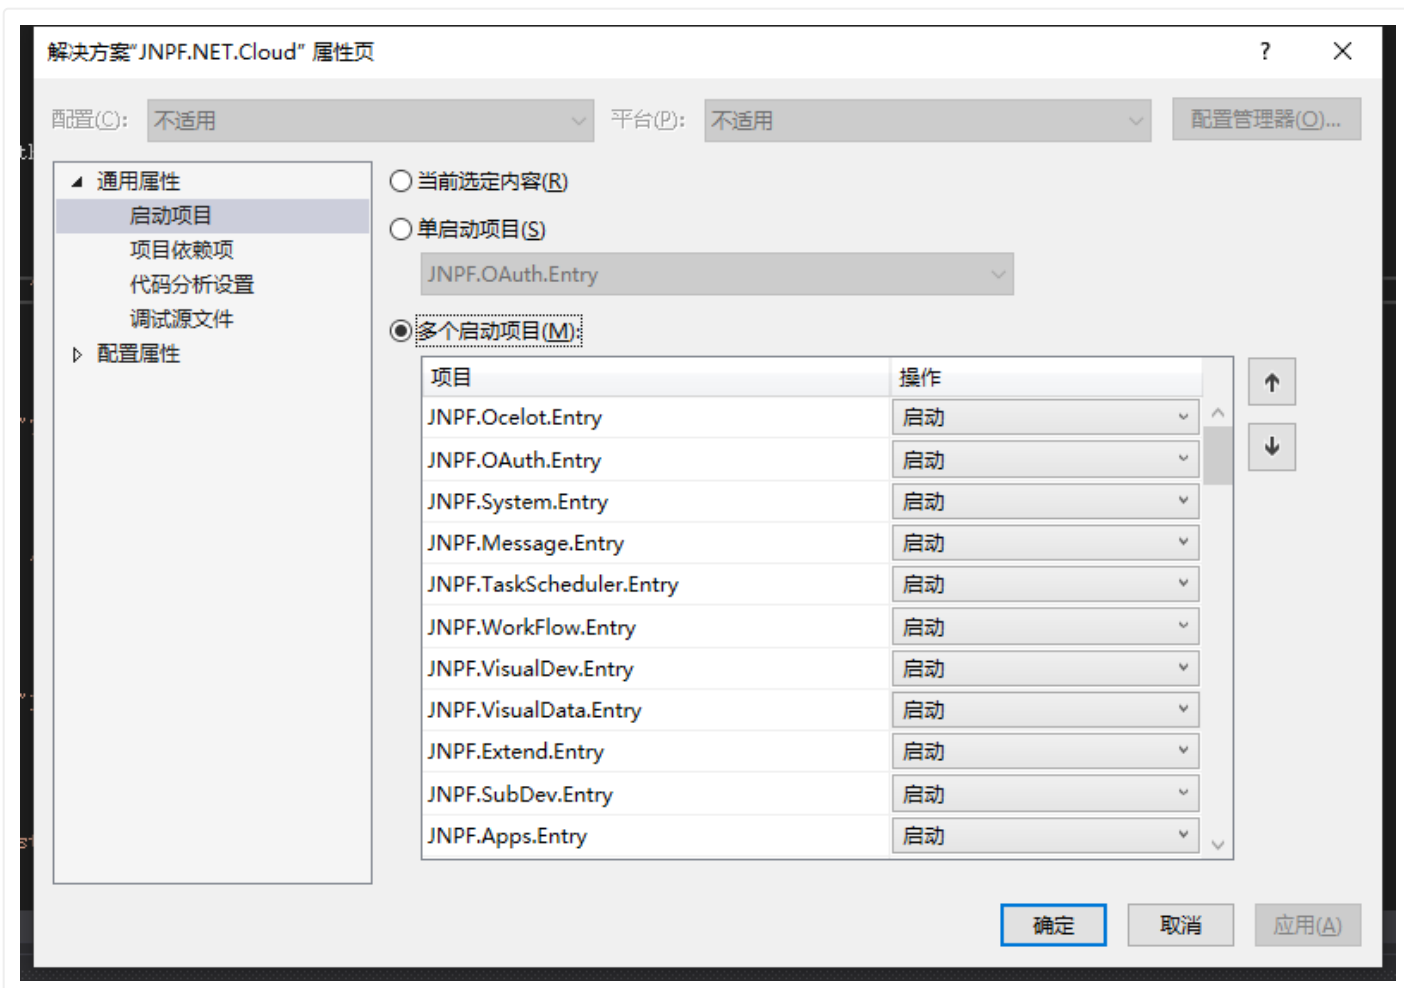 解决方案"JNPF.NET.Cloud" 属性页
?
配置(C): 不适用 平台(P): 不适用 配置管理器(O)...
通用属性
启动项目
项目依赖项
代码分析设置
调试源文件
配置属性
当前选定内容(R)
单启动项目(S)
JNPF.OAuth.Entry
多个启动项目(M):
项目 操作
JNPF.Ocelot.Entry 启动
JNPF.OAuth.Entry 启动
JNPF.System.Entry 启动
JNPF.Message.Entry 启动
JNPF.TaskScheduler.Entry 启动
JNPF.WorkFlow.Entry 启动
JNPF.VisualDev.Entry 启动
JNPF.VisualData.Entry 启动
JNPF.Extend.Entry 启动
JNPF.SubDev.Entry 启动
JNPF.Apps.Entry 启动
确定 取消 应用(A)